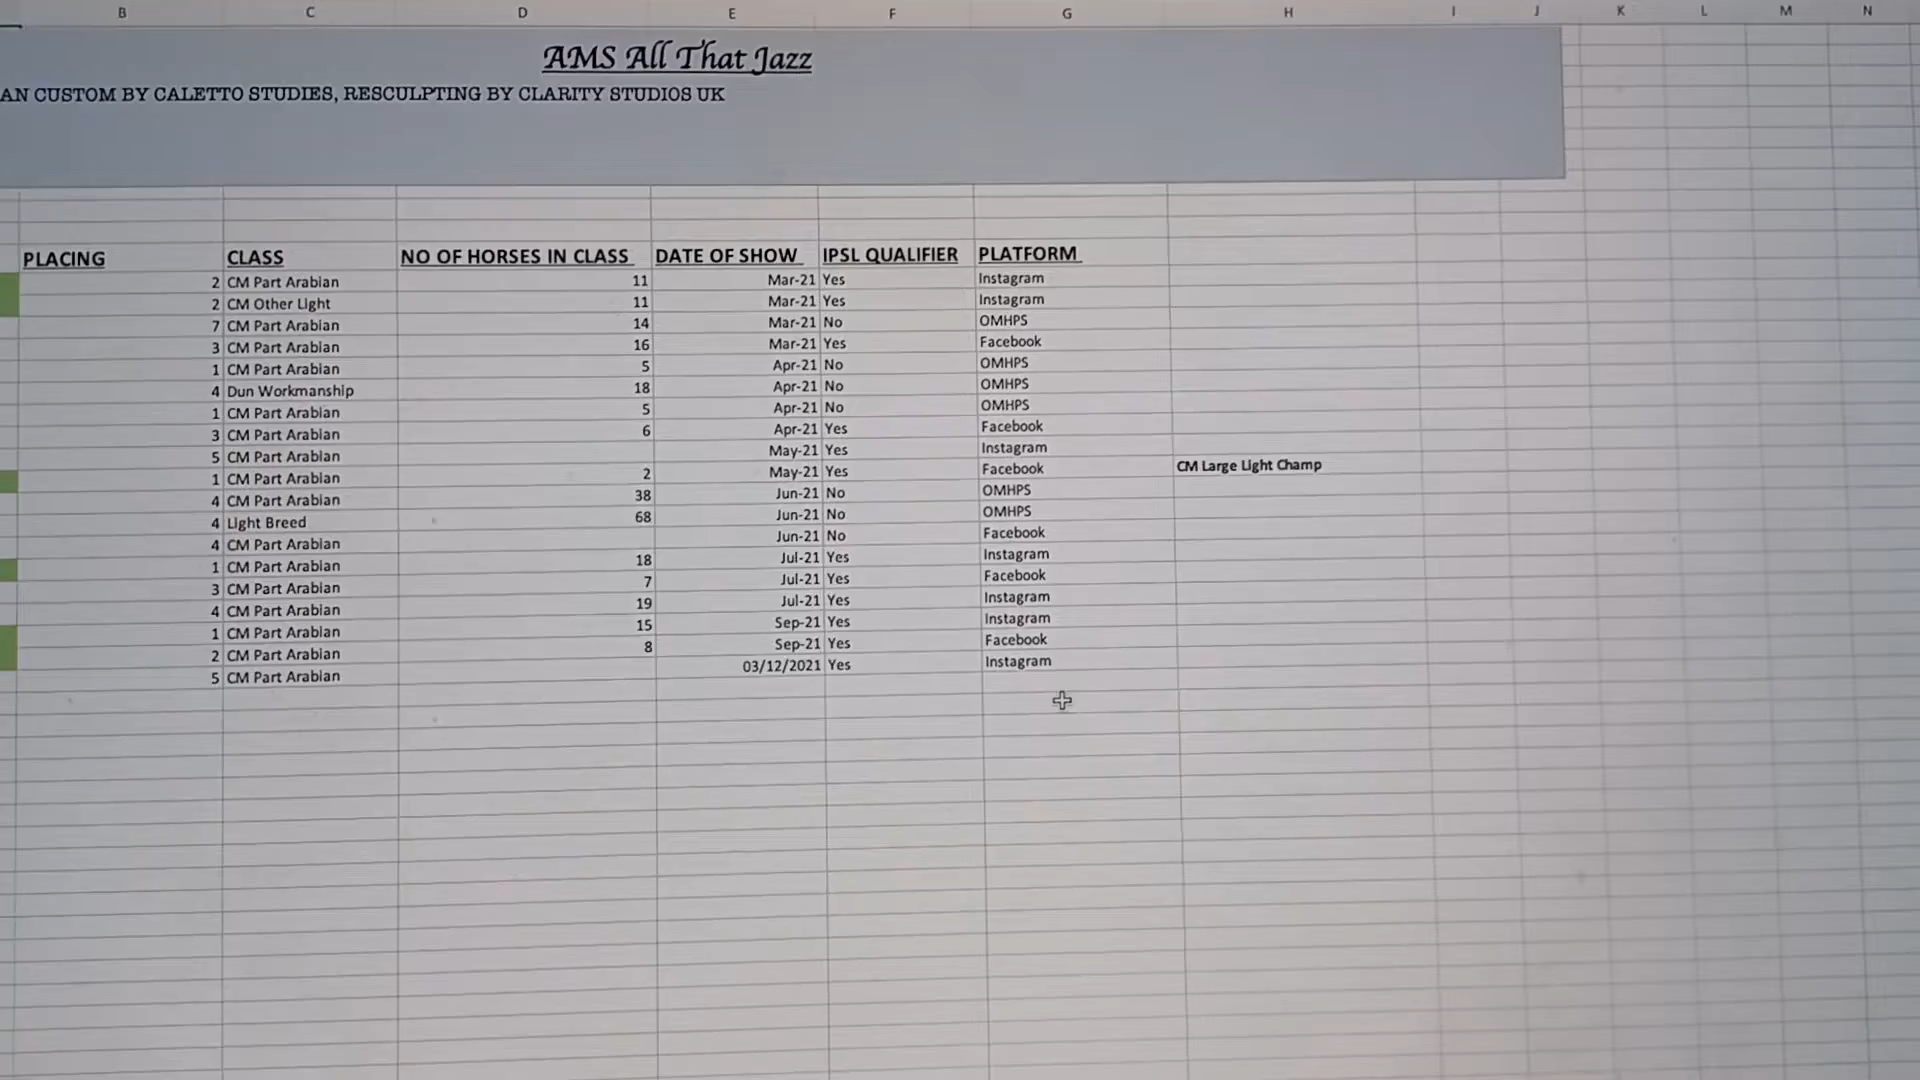 B C D E F G H I J K L M N
AMS All That Jazz
AN CUSTOM BY CALETTO STUDIES, RESCULPTING BY CLARITY STUDIOS UK
PLACING CLASS NO OF HORSES IN CLASS DATE OF SHOW IPSL QUALIFIER PLATFORM
2 CM Part Arabian 11 Mar-21 Yes Instagram
2 CM Other Light 11 Mar-21 Yes Instagram
7 CM Part Arabian 14 Mar-21 No OMHPS
3 CM Part Arabian 16 Mar-21 Yes Facebook
1 CM Part Arabian 5 Apr-21 No OMHPS
4 Dun Workmanship 18 Apr-21 No OMHPS
1 CM Part Arabian 5 Apr-21 No OMHPS
3 CM Part Arabian 6 Apr-21 Yes Facebook
5 CM Part Arabian May-21 Yes Instagram
1 CM Part Arabian 2 May-21 Yes Facebook CM Large Light Champ
4 CM Part Arabian 38 Jun-21 No OMHPS
4 Light Breed 68 Jun-21 No OMHPS
4 CM Part Arabian Jun-21 No Facebook
1 CM Part Arabian 18 Jul-21 Yes Instagram
3 CM Part Arabian 7 Jul-21 Yes Facebook
4 CM Part Arabian 19 Jul-21 Yes Instagram
1 CM Part Arabian 15 Sep-21 Yes Instagram
2 CM Part Arabian 8 Sep-21 Yes Facebook
5 CM Part Arabian 03/12/2021 Yes Instagram